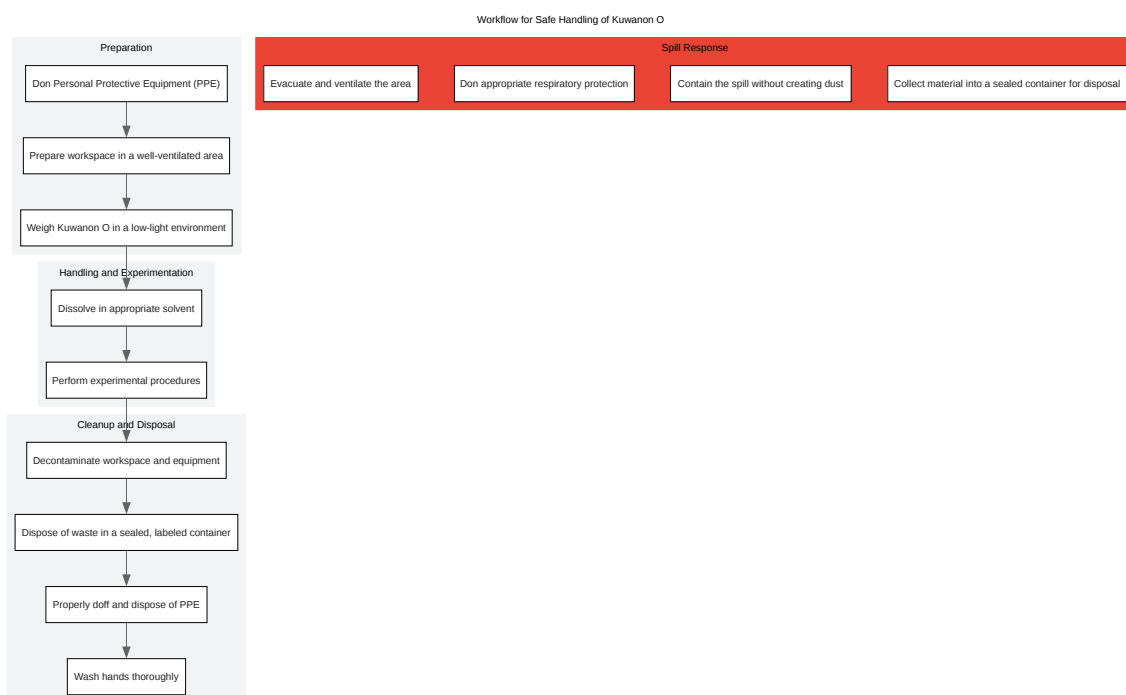 Workflow for Safe Handling of Kuwanon O
Preparation
Don Personal Protective Equipment (PPE)
Prepare workspace in a well-ventilated area
Weigh Kuwanon O in a low-light environment
Handling and Experimentation
Dissolve in appropriate solvent
Perform experimental procedures
Cleanup and Disposal
Decontaminate workspace and equipment
Dispose of waste in a sealed, labeled container
Properly doff and dispose of PPE
Wash hands thoroughly
Spill Response
Evacuate and ventilate the area
Don appropriate respiratory protection
Contain the spill without creating dust
Collect material into a sealed container for disposal